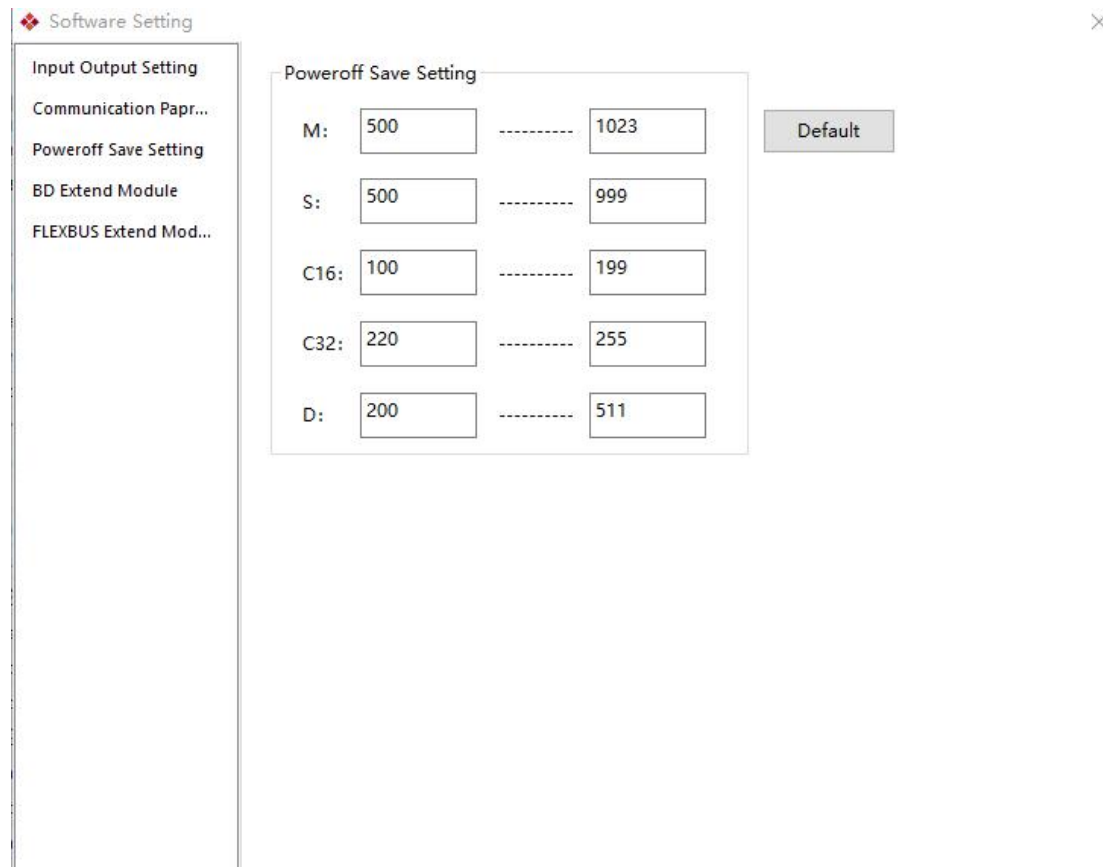 Software Setting
Input Output Setting
Communication Papr...
Poweroff Save Setting
BD Extend Module
FLEXBUS Extend Mod...
Poweroff Save Setting
M: 500 ---------- 1023
Default
S: 500 ---------- 999
C16: 100 ---------- 199
C32: 220 ---------- 255
D: 200 ---------- 511